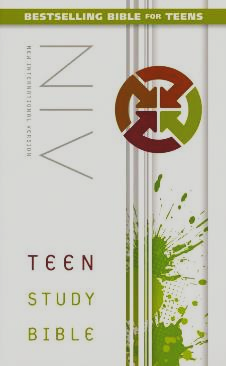 BESTSELLING BIBLE FOR TEENS
NIV
NEW INTERNATIONAL VERSION
TEEN
STUDY
BIBLE